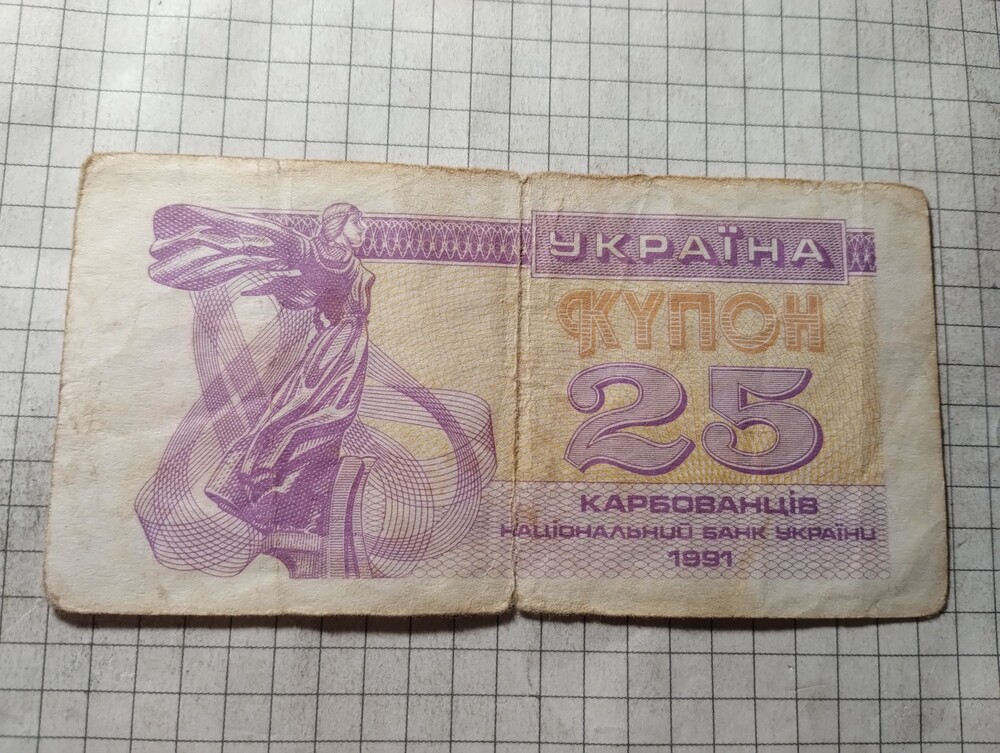 УКРАЇНА
КУПОН
25
КАРБОВАНЦІВ
НАЦІОНАЛЬНИЙ БАНК УКРАЇНИ
1991